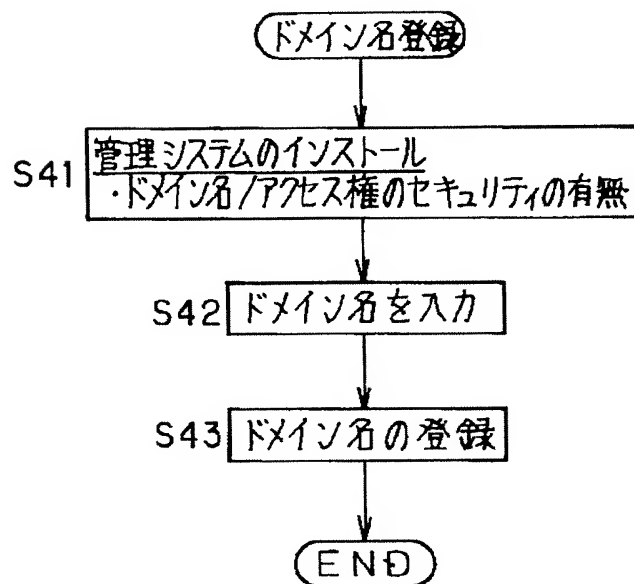 ドメイン名登録
S41 管理システムのインストール
・ドメイン名/アクセス権のセキュリティの有無
S42 ドメイン名を入力
S43 ドメイン名の登録
END